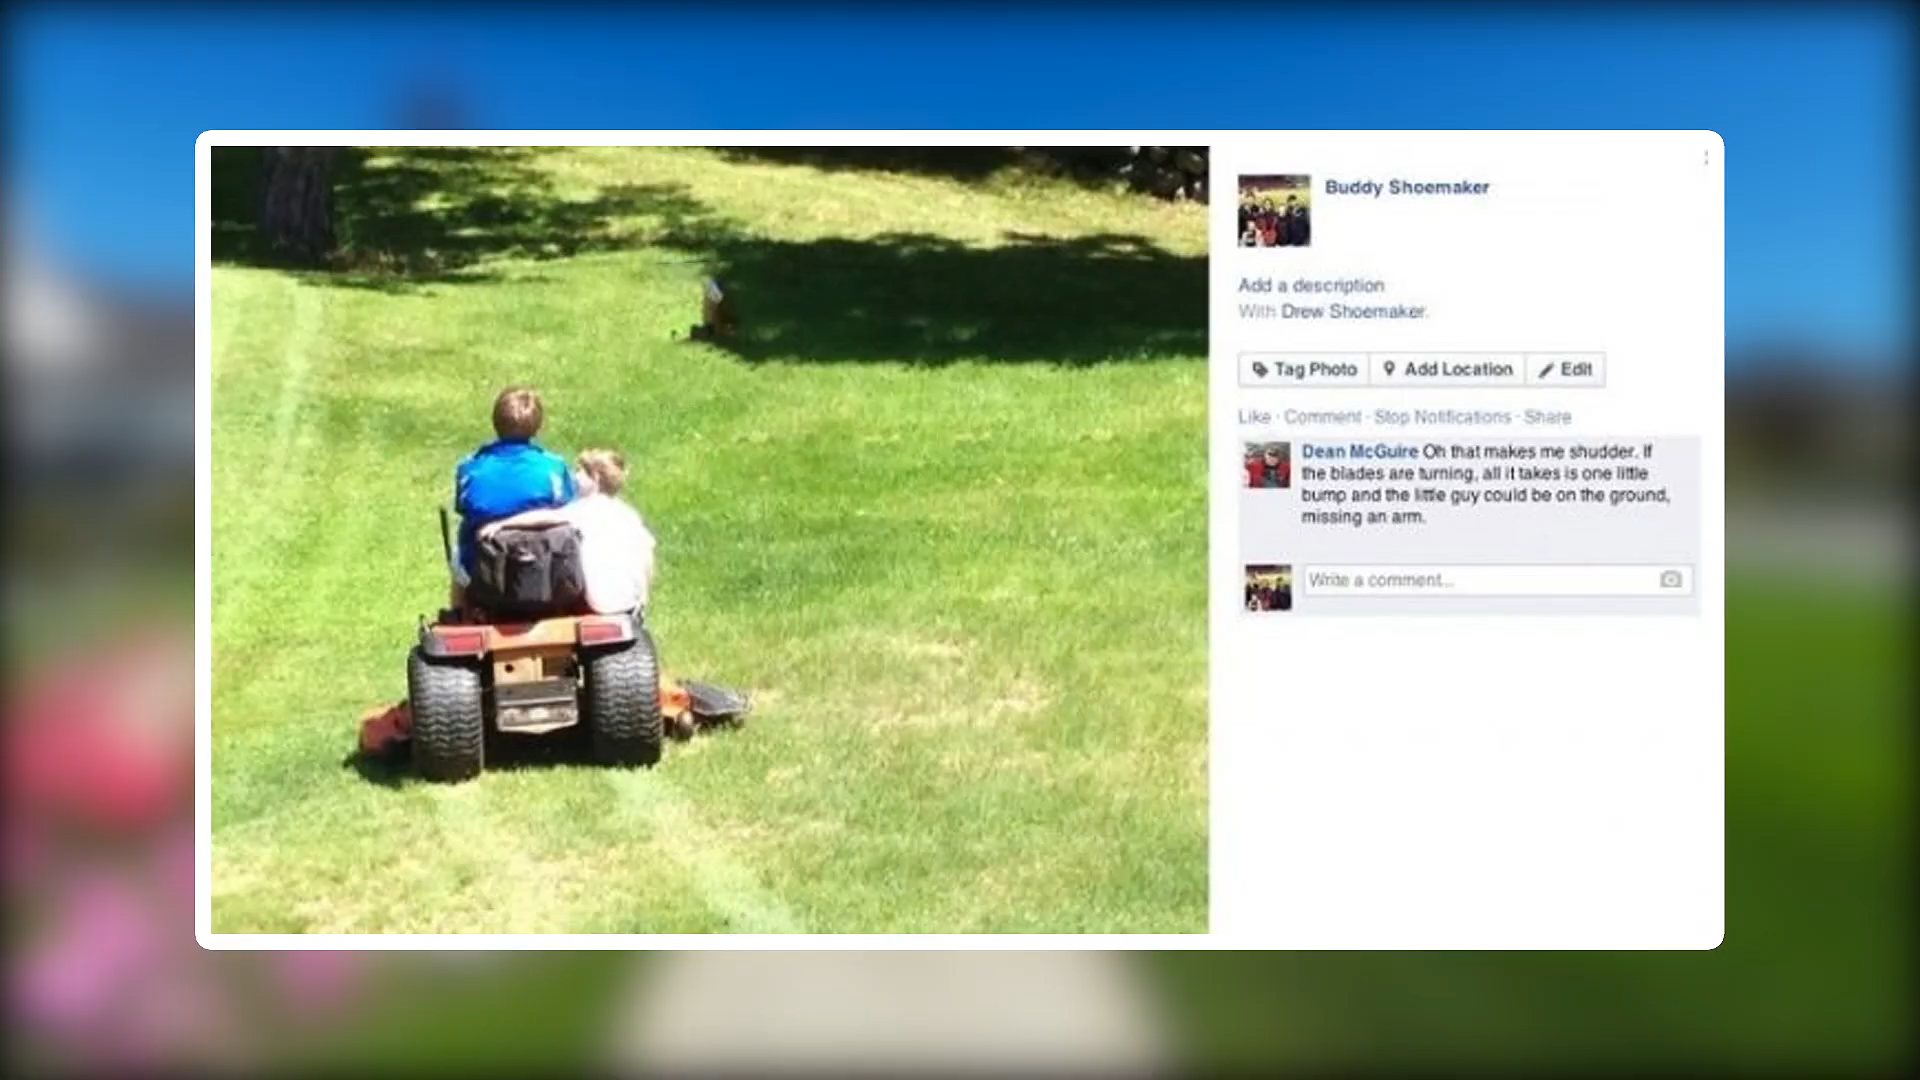 Buddy Shoemaker
Add a description
With Drew Shoemaker.
Tag Photo Add Location Edit
Like · Comment · Stop Notifications · Share
Dean McGuire Oh that makes me shudder. If
the blades are turning, all it takes is one little
bump and the little guy could be on the ground,
missing an arm.
Write a comment...